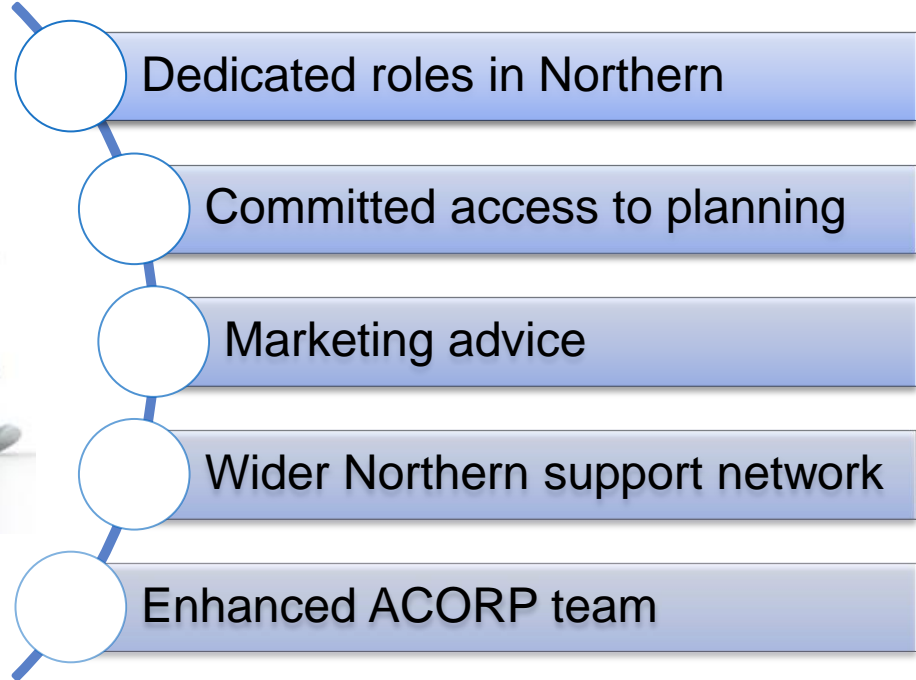 Dedicated roles in Northern
Committed access to planning
Marketing advice
Wider Northern support network
Enhanced ACORP team